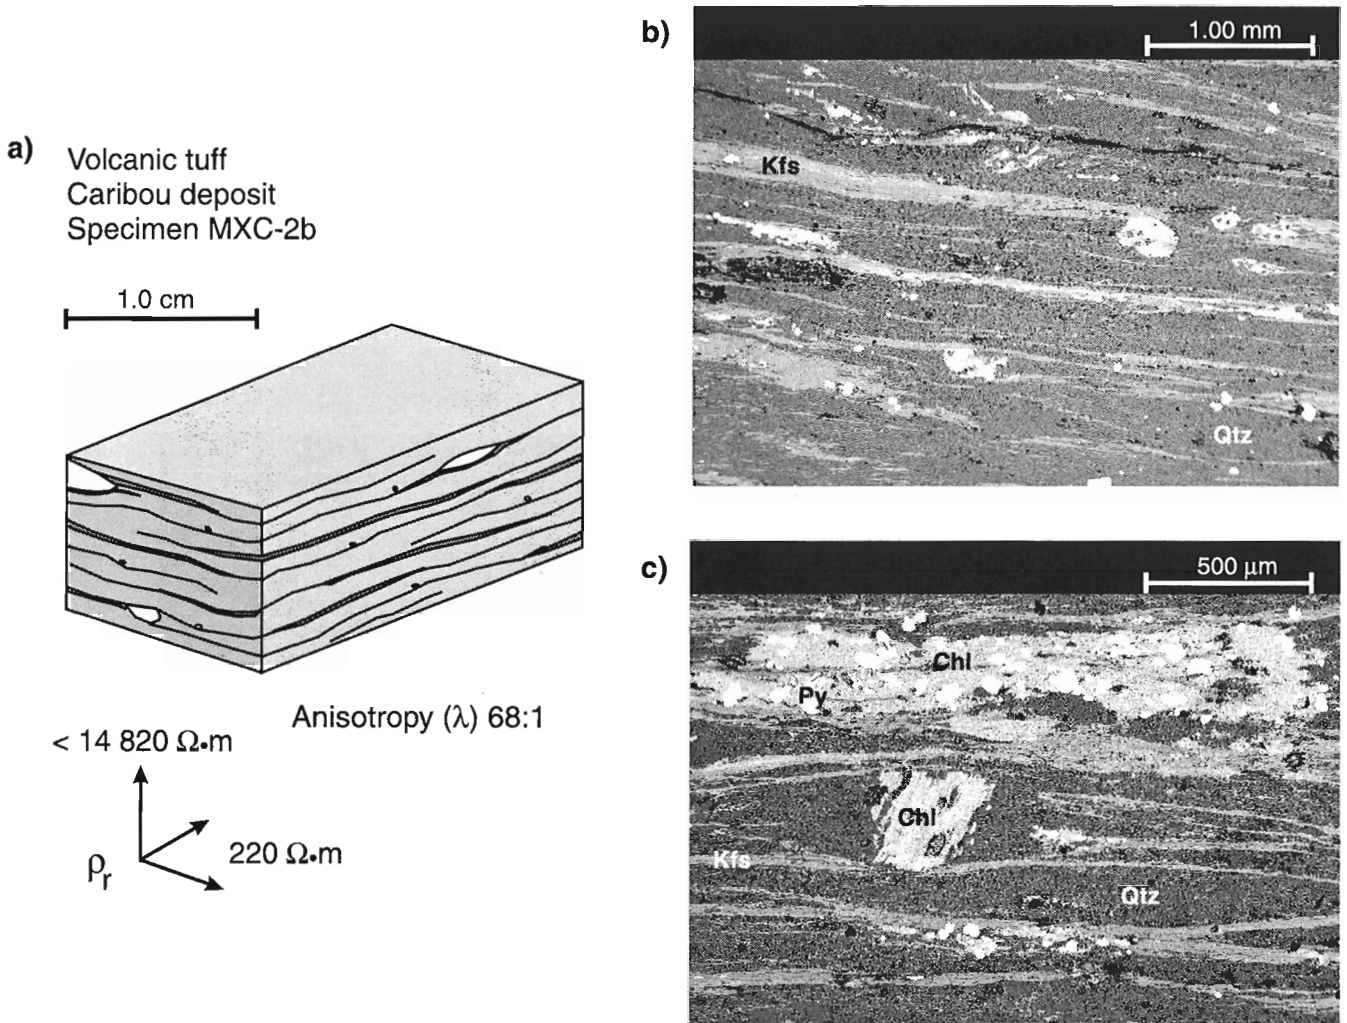 a)
Volcanic tuff
Caribou deposit
Specimen MXC-2b
1.0 cm
Anisotropy (λ) 68:1
< 14 820 Ω•m
220 Ω•m
ρr
b)
1.00 mm
Kfs
Qtz
c)
500 μm
Chl
Py
Chl
Kfs
Qtz